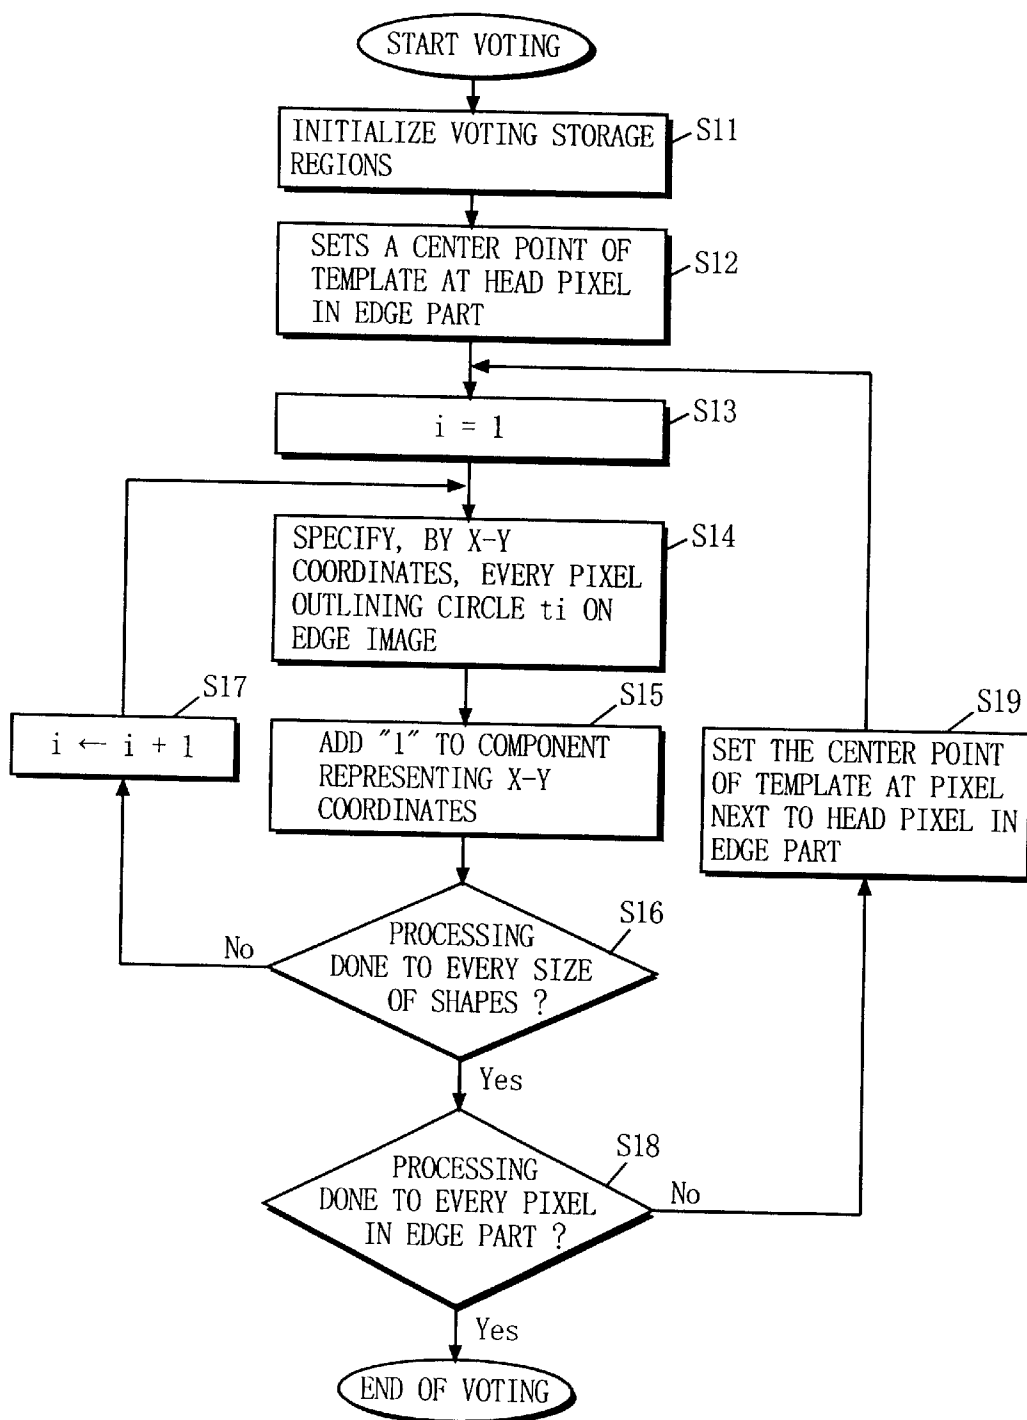 START VOTING
INITIALIZE VOTING STORAGE
REGIONS
S11
SETS A CENTER POINT OF
TEMPLATE AT HEAD PIXEL
IN EDGE PART
S12
i = 1
S13
SPECIFY, BY X-Y
COORDINATES, EVERY PIXEL
OUTLINING CIRCLE ti ON
EDGE IMAGE
S14
S17
i ← i + 1
S15
ADD "1" TO COMPONENT
REPRESENTING X-Y
COORDINATES
S19
SET THE CENTER POINT
OF TEMPLATE AT PIXEL
NEXT TO HEAD PIXEL IN
EDGE PART
S16
PROCESSING
DONE TO EVERY SIZE
OF SHAPES ?
No
Yes
S18
PROCESSING
DONE TO EVERY PIXEL
IN EDGE PART ?
No
Yes
END OF VOTING